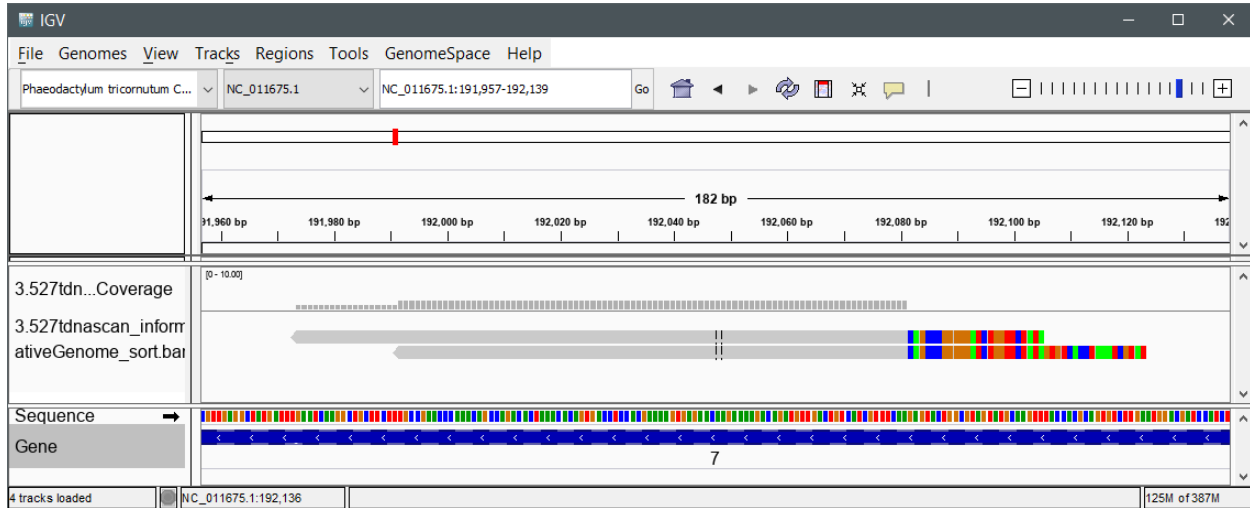 IGV
File Genomes View Tracks Regions Tools GenomeSpace Help
Phaeodactylum tricornutum C... NC_011675.1 NC_011675.1:191,957-192,139 Go
182 bp
91,960 bp 191,980 bp 192,000 bp 192,020 bp 192,040 bp 192,060 bp 192,080 bp 192,100 bp 192,120 bp 192
[0 - 10.00]
3.527tdn...Coverage
3.527tdnascan_inform
ativeGenome_sort.bar
Sequence
Gene
7
4 tracks loaded NC_011675.1:192,136 125M of 387M